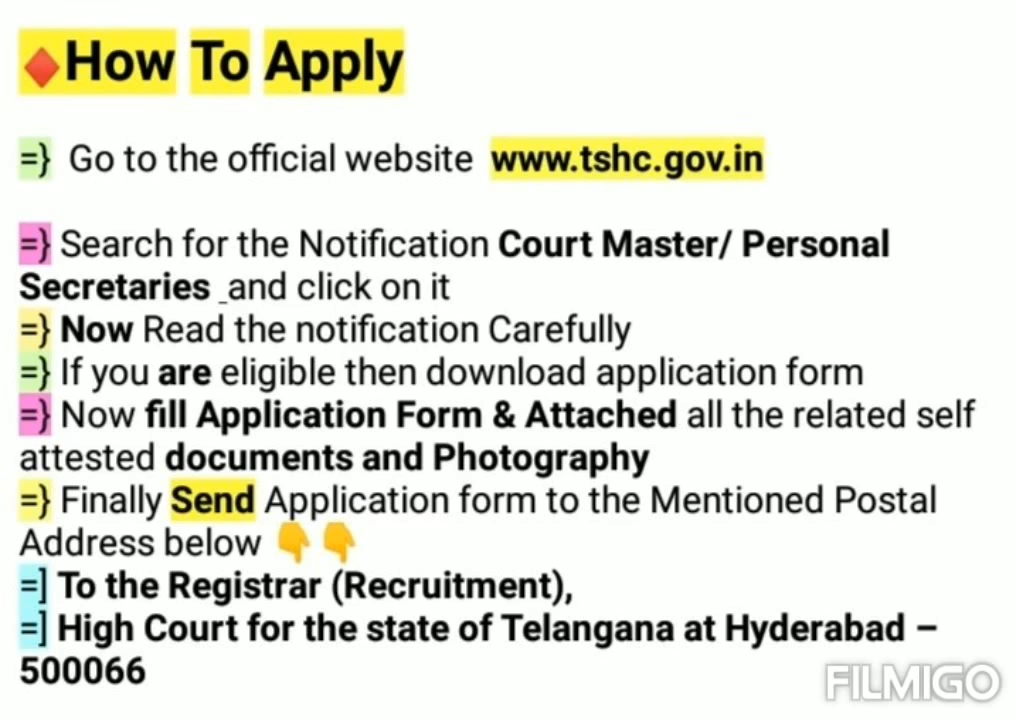 ♦️How To Apply
=} Go to the official website www.tshc.gov.in
=} Search for the Notification Court Master/ Personal
Secretaries _and click on it
=} Now Read the notification Carefully
=} If you are eligible then download application form
=} Now fill Application Form & Attached all the related self
attested documents and Photography
=} Finally Send Application form to the Mentioned Postal
Address below 👇👇
=] To the Registrar (Recruitment),
=] High Court for the state of Telangana at Hyderabad –
500066
FILMIGO